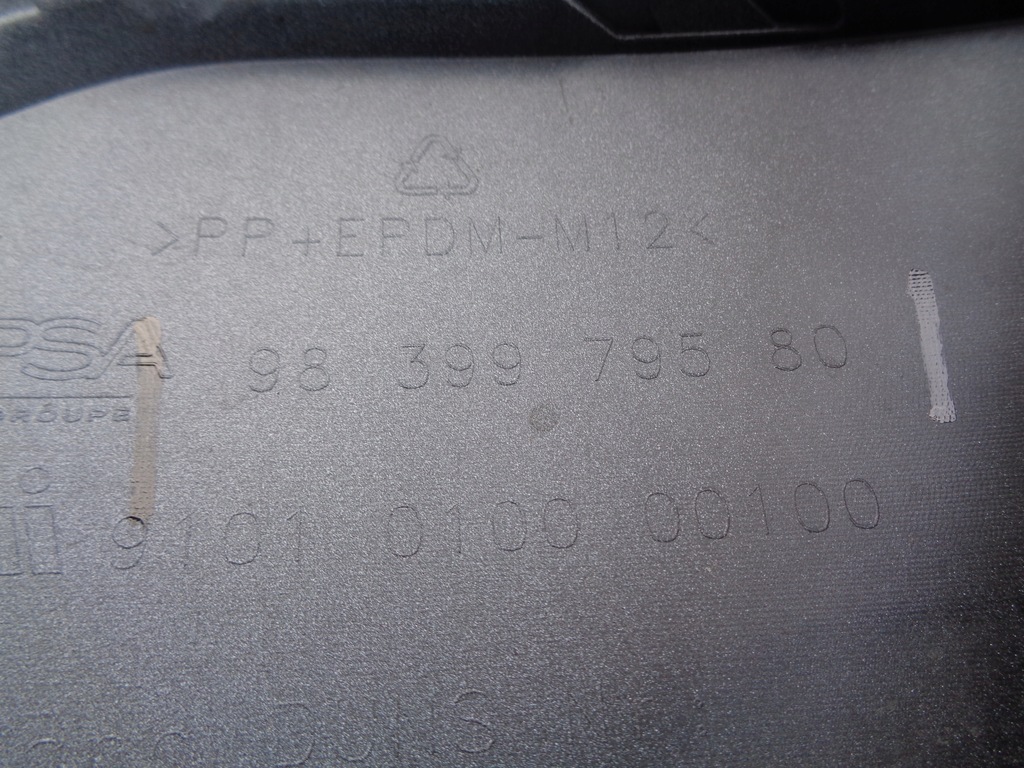 >PP+EPDM-M12<
PSA 98 399 795 80
GROUPE
9101 0100 00100